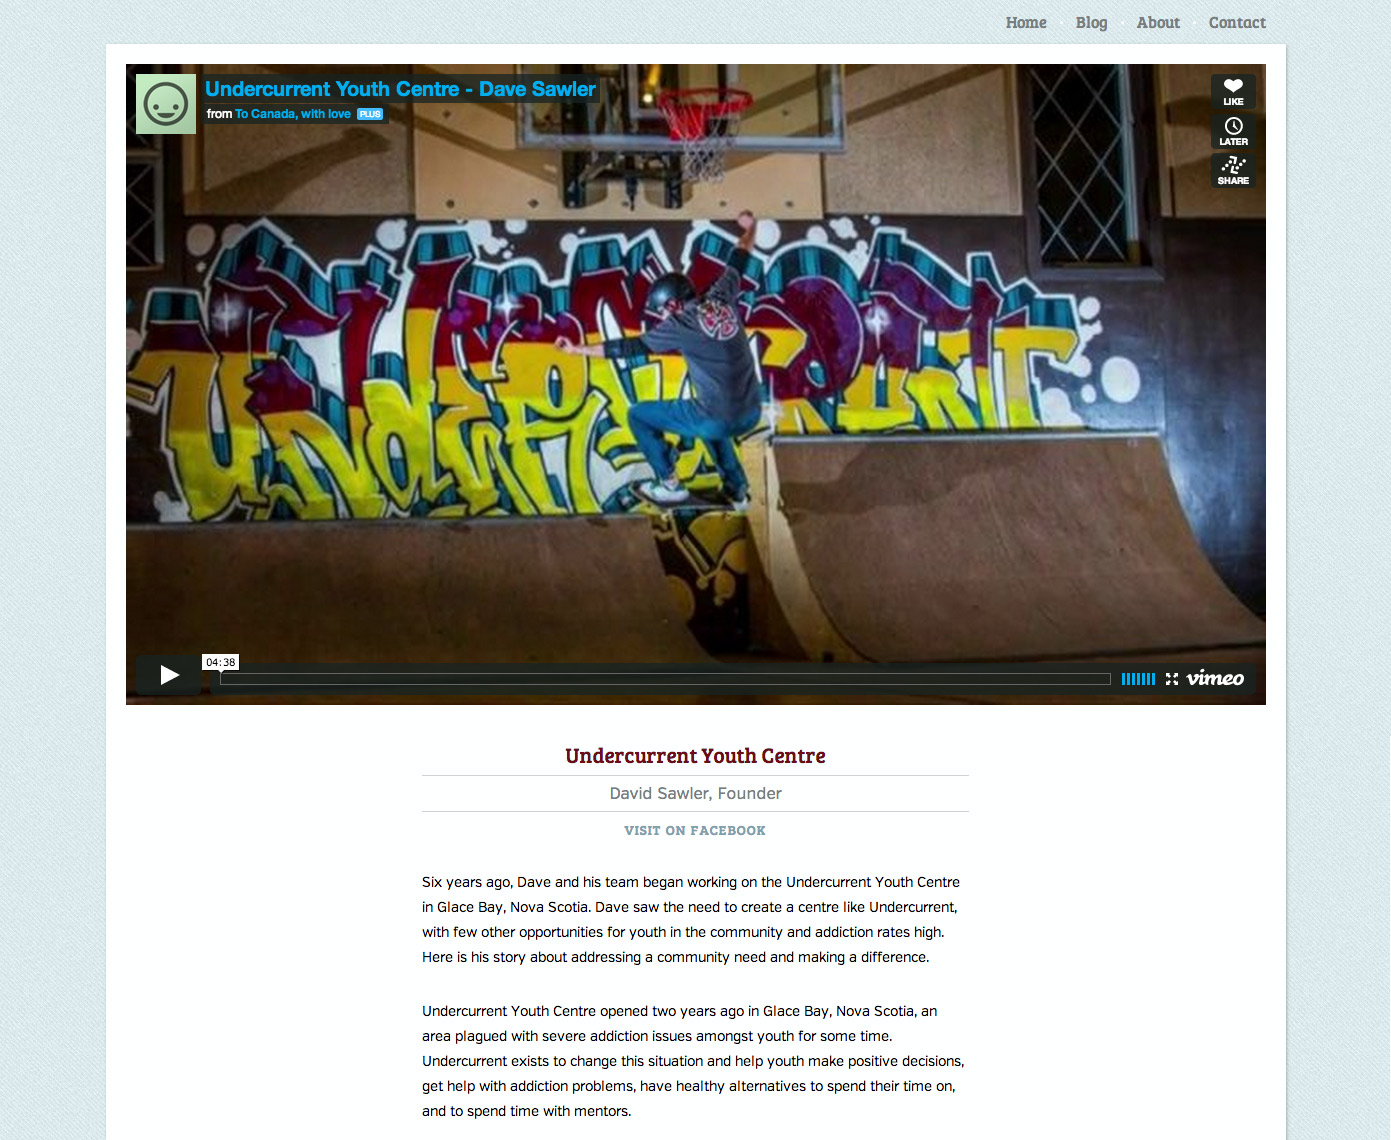 Home · Blog · About · Contact
Undercurrent Youth Centre - Dave Sawler
from To Canada, with love PLUS
LIKE
LATER
SHARE
UNDERCURRENT
04:38
vimeo
Undercurrent Youth Centre
David Sawler, Founder
VISIT ON FACEBOOK
Six years ago, Dave and his team began working on the Undercurrent Youth Centre
in Glace Bay, Nova Scotia. Dave saw the need to create a centre like Undercurrent,
with few other opportunities for youth in the community and addiction rates high.
Here is his story about addressing a community need and making a difference.
Undercurrent Youth Centre opened two years ago in Glace Bay, Nova Scotia, an
area plagued with severe addiction issues amongst youth for some time.
Undercurrent exists to change this situation and help youth make positive decisions,
get help with addiction problems, have healthy alternatives to spend their time on,
and to spend time with mentors.